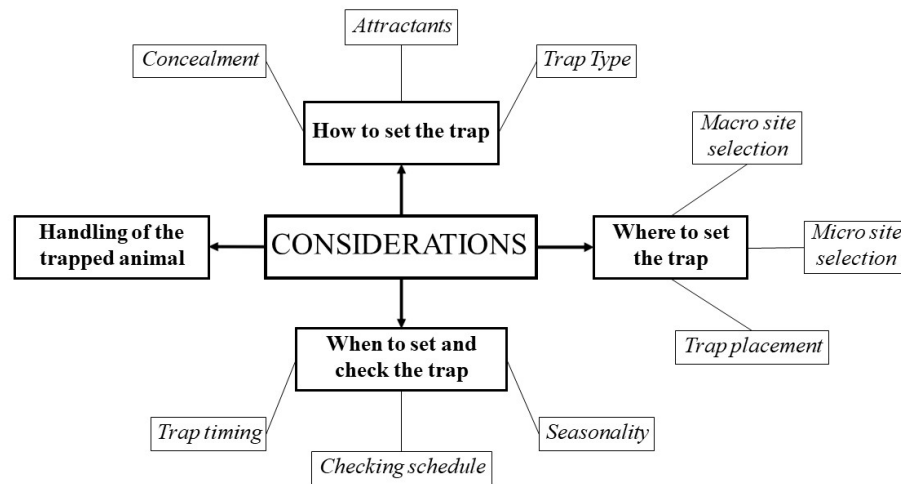 Attractants
Concealment
Trap Type
How to set the trap
Macro site
selection
Handling of the
trapped animal
CONSIDERATIONS
Where to set
the trap
Micro site
selection
When to set and
check the trap
Trap placement
Trap timing
Seasonality
Checking schedule